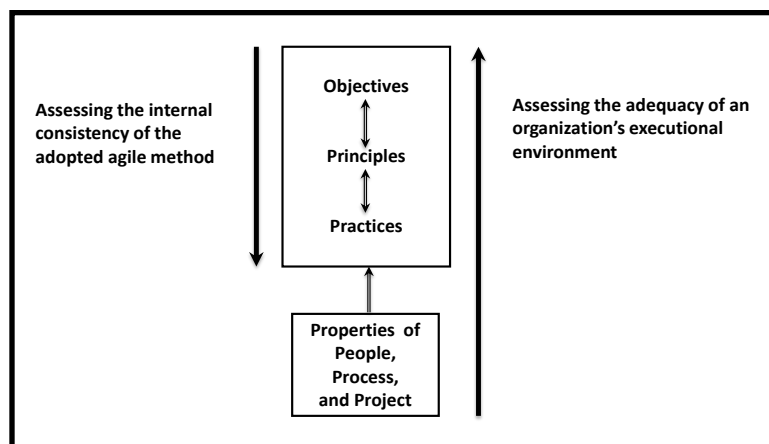 Assessing the internal
consistency of the
adopted agile method
Objectives
Principles
Practices
Properties of
People,
Process,
and Project
Assessing the adequacy of an
organization's executional
environment